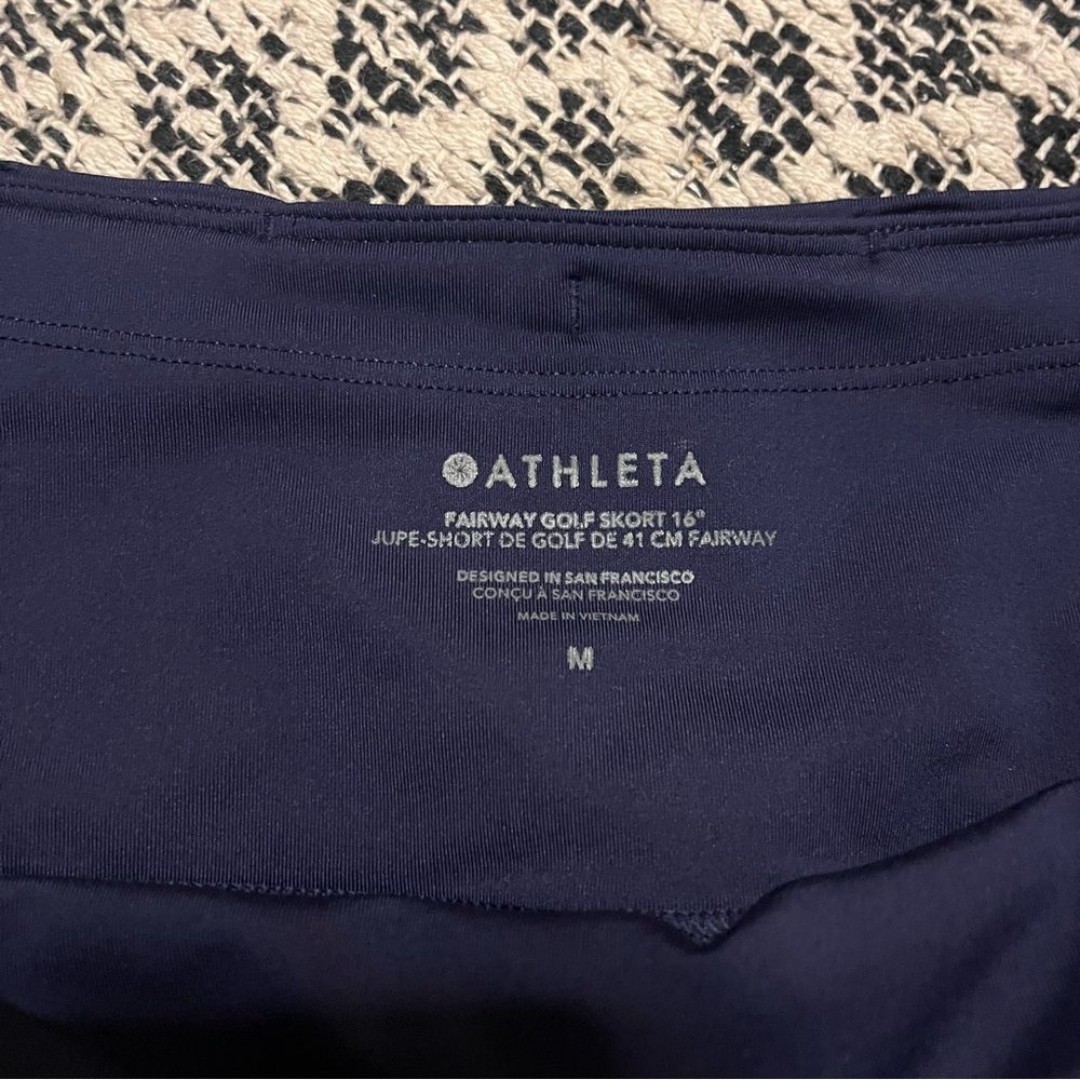 ATHLETA
FAIRWAY GOLF SKORT 16"
JUPE-SHORT DE GOLF DE 41 CM FAIRWAY
DESIGNED IN SAN FRANCISCO
CONÇU À SAN FRANCISCO
MADE IN VIETNAM
M